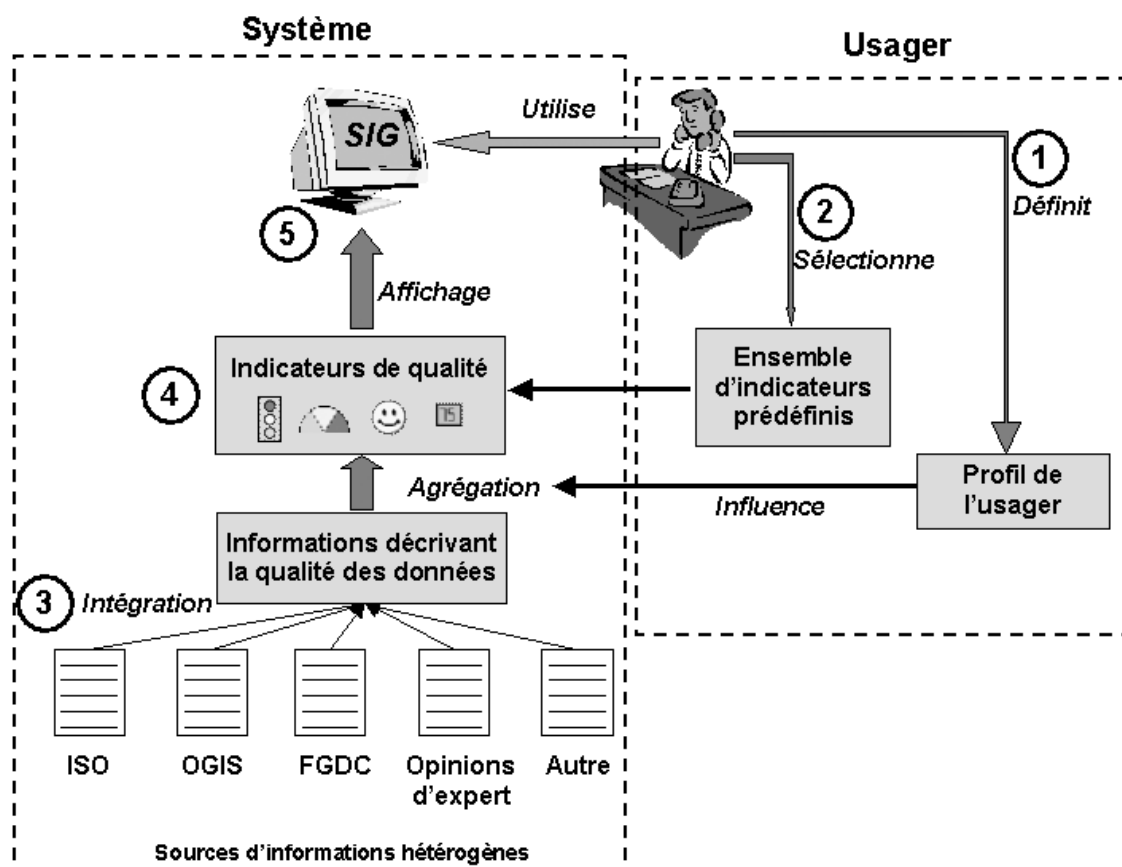 Système
Usager
SIG
Utilise
1
Définit
2
Sélectionne
5
Affichage
4
Indicateurs de qualité
75
Ensemble
d'indicateurs
prédéfinis
Agrégation
Influence
Profil de
l'usager
Informations décrivant
la qualité des données
3
Intégration
ISO
OGIS
FGDC
Opinions
d'expert
Autre
Sources d'informations hétérogènes